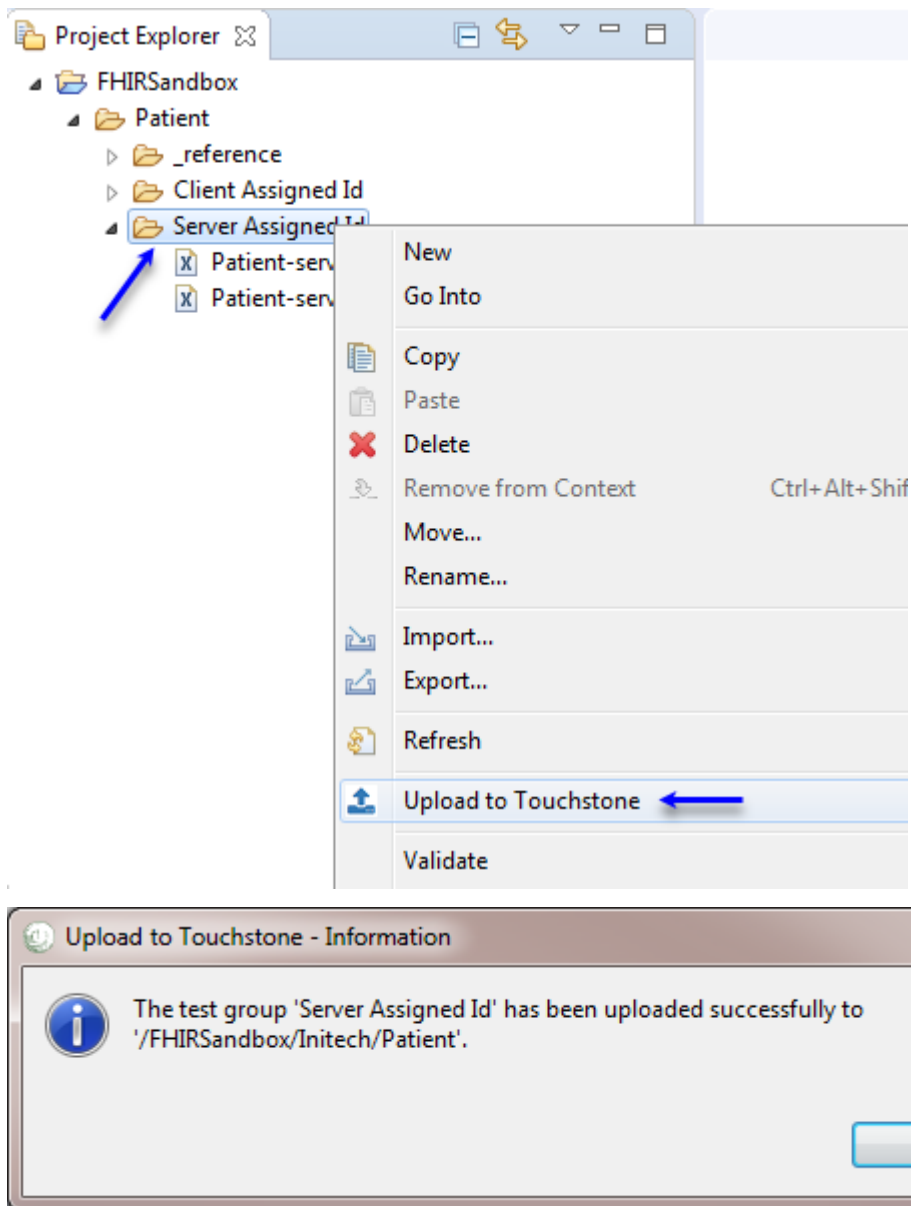 Project Explorer
FHIRSandbox
Patient
_reference
Client Assigned Id
Server Assigned Id
Patient-serv
Patient-serv
New
Go Into
Copy
Paste
Delete
Remove from Context Ctrl+Alt+Shif
Move...
Rename...
Import...
Export...
Refresh
Upload to Touchstone
Validate
Upload to Touchstone - Information
The test group 'Server Assigned Id' has been uploaded successfully to
'/FHIRSandbox/Initech/Patient'.